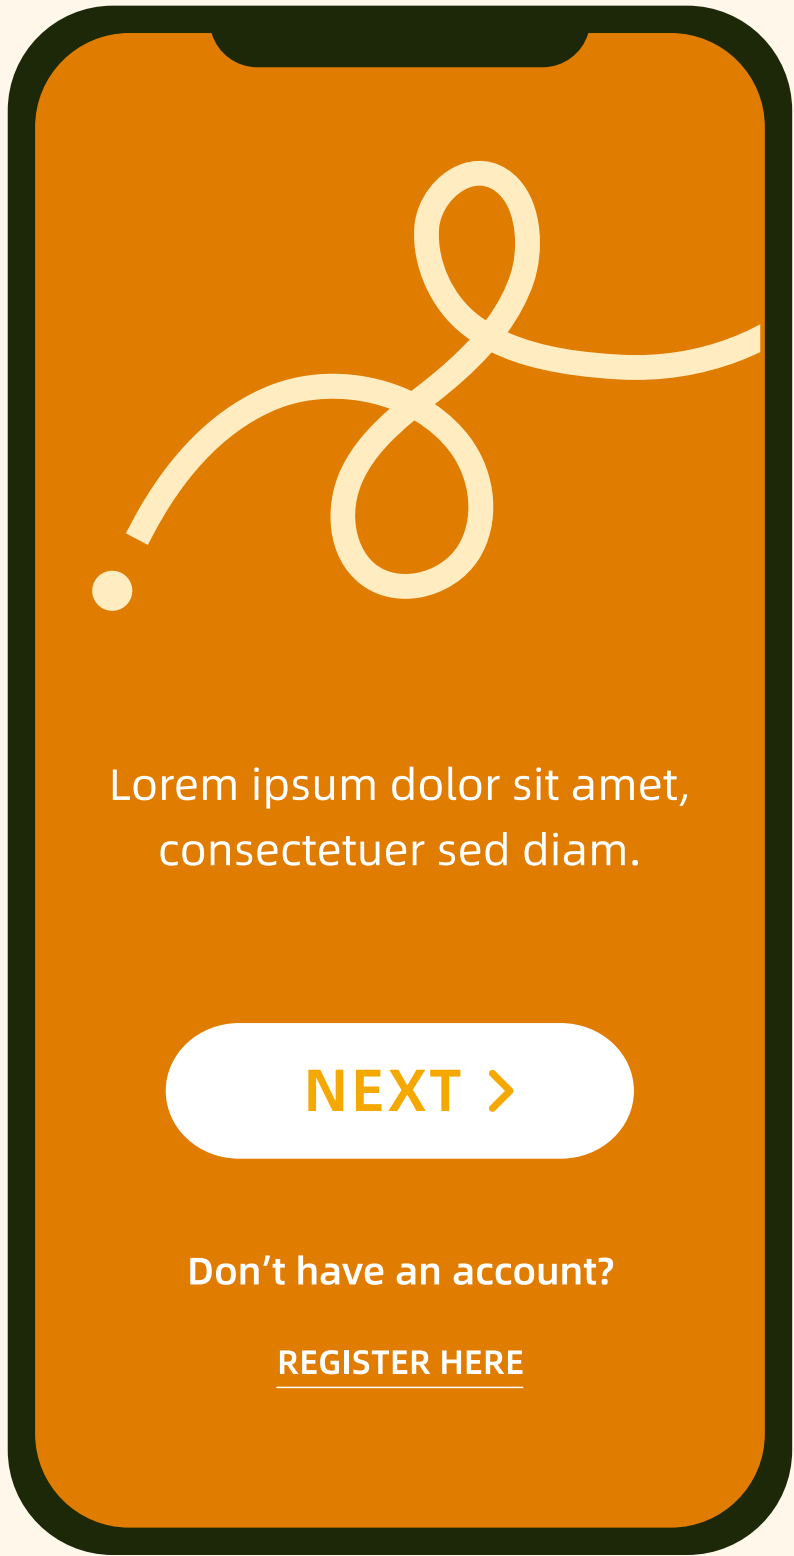 Lorem ipsum dolor sit amet,
consectetuer sed diam.
NEXT
Don’t have an account?
REGISTER HERE